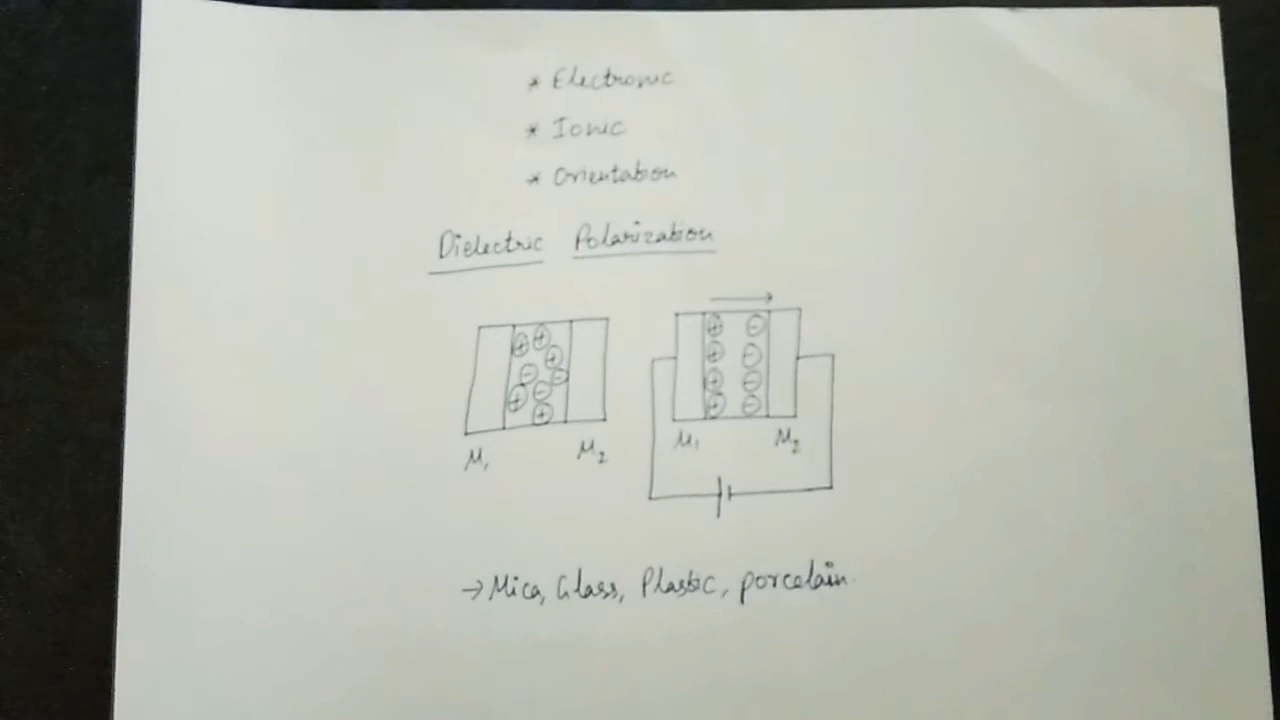 * Electronic
* Ionic
* Orientation
Dielectric Polarization
M₁ M₂ M₁ M₂
→ Mica, Glass, Plastic, porcelain.